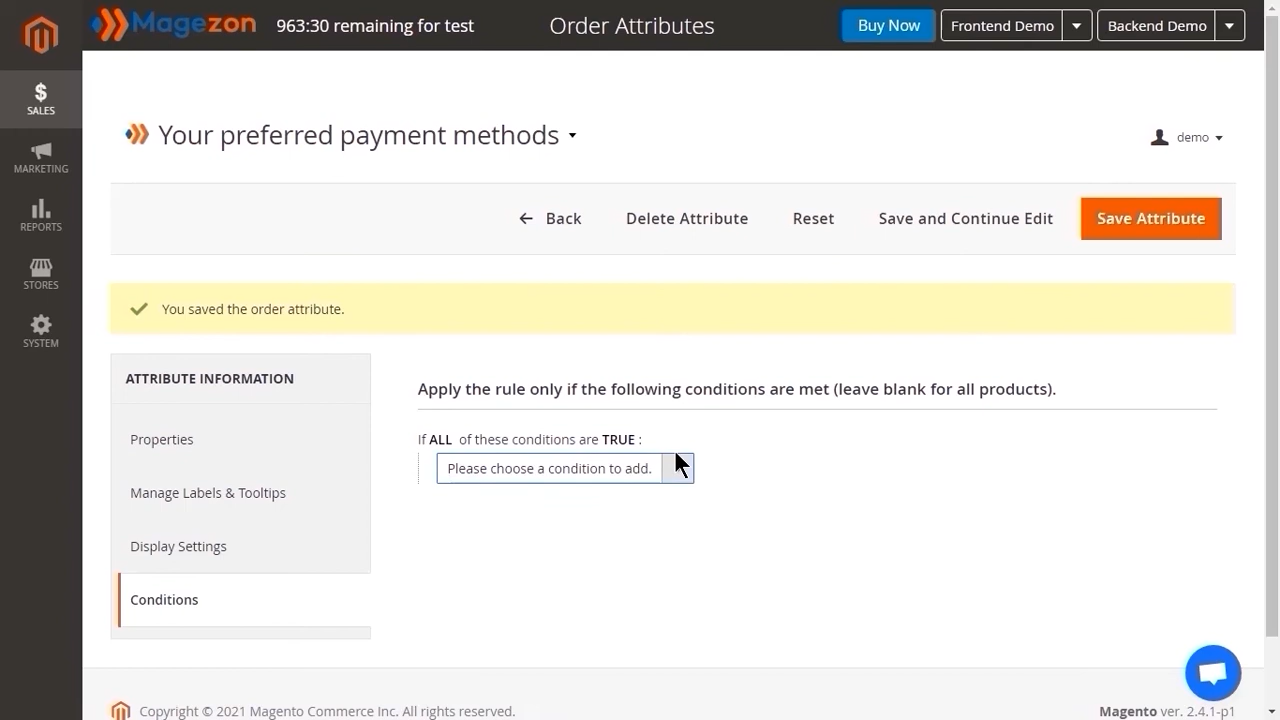 Magezon 963:30 remaining for test Order Attributes Buy Now Frontend Demo Backend Demo
$
SALES
MARKETING
REPORTS
STORES
SYSTEM
Your preferred payment methods
demo
Back Delete Attribute Reset Save and Continue Edit Save Attribute
You saved the order attribute.
ATTRIBUTE INFORMATION
Properties
Manage Labels & Tooltips
Display Settings
Conditions
Apply the rule only if the following conditions are met (leave blank for all products).
If ALL of these conditions are TRUE :
Please choose a condition to add.
Copyright © 2021 Magento Commerce Inc. All rights reserved.
Magento ver. 2.4.1-p1